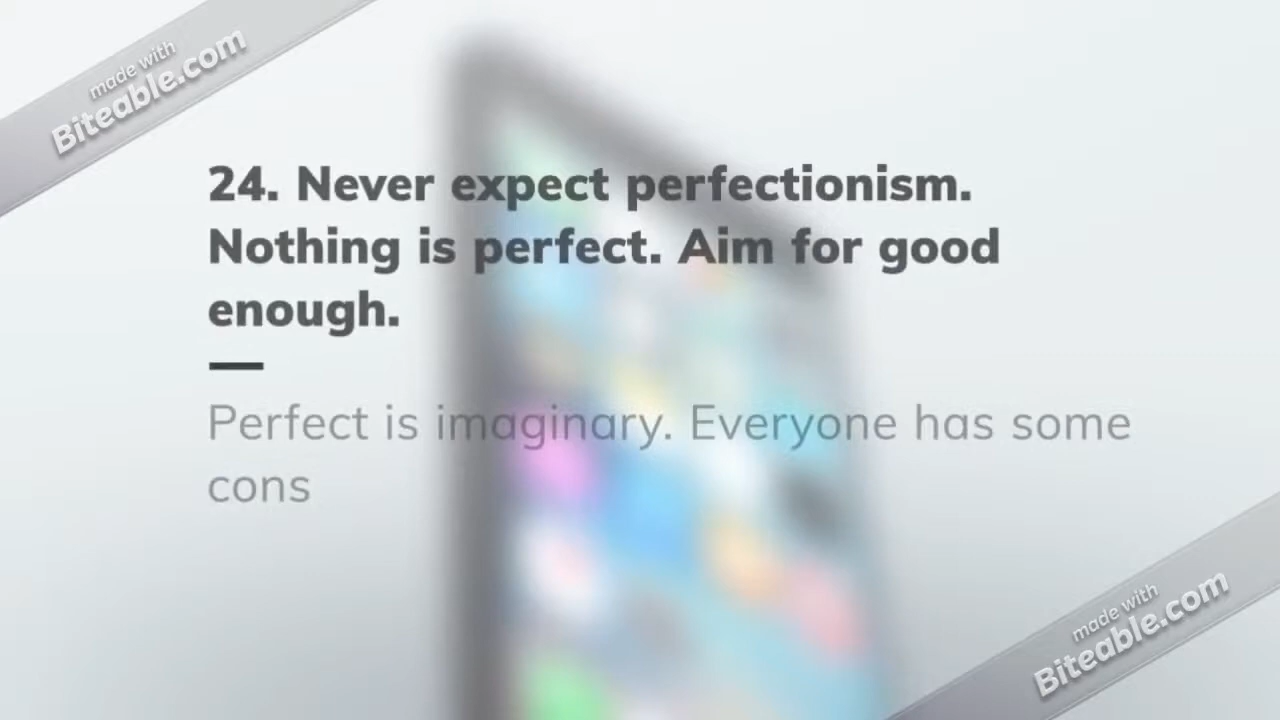 made with
Biteable.com
24. Never expect perfectionism.
Nothing is perfect. Aim for good
enough.
Perfect is imaginary. Everyone has some
cons
made with
Biteable.com